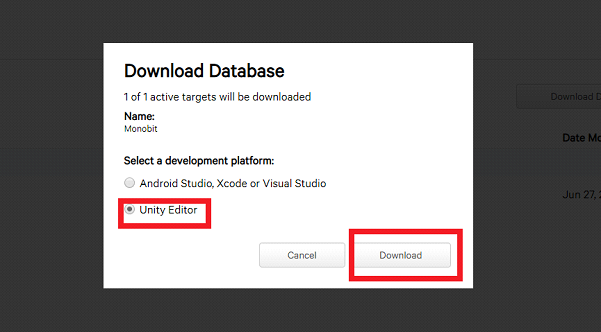 Download Database
1 of 1 active targets will be downloaded
Name:
Monobit
Select a development platform:
Android Studio, Xcode or Visual Studio
Unity Editor
Cancel
Download
Download D
Date Mo
Jun 27, 2